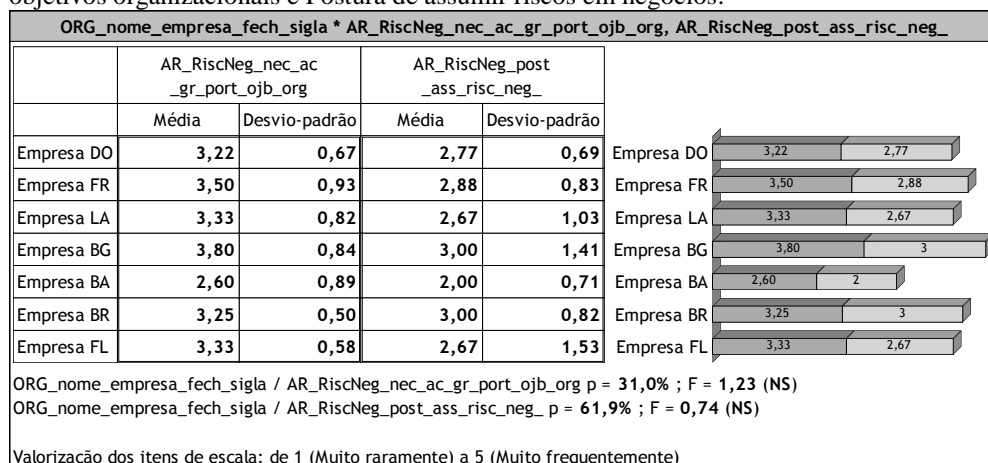 objetivos organizacionais e Postura de assumir riscos em negócios?
ORG_nome_empresa_fech_sigla * AR_RiscNeg_nec_ac_gr_port_ojb_org, AR_RiscNeg_post_ass_risc_neg_
AR_RiscNeg_nec_ac
_gr_port_ojb_org
AR_RiscNeg_post
_ass_risc_neg_
Média Desvio-padrão Média Desvio-padrão
Empresa DO 3,22 0,67 2,77 0,69 Empresa DO 3,22 2,77
Empresa FR 3,50 0,93 2,88 0,83 Empresa FR 3,50 2,88
Empresa LA 3,33 0,82 2,67 1,03 Empresa LA 3,33 2,67
Empresa BG 3,80 0,84 3,00 1,41 Empresa BG 3,80 3
Empresa BA 2,60 0,89 2,00 0,71 Empresa BA 2,60 2
Empresa BR 3,25 0,50 3,00 0,82 Empresa BR 3,25 3
Empresa FL 3,33 0,58 2,67 1,53 Empresa FL 3,33 2,67
ORG_nome_empresa_fech_sigla / AR_RiscNeg_nec_ac_gr_port_ojb_org p = 31,0% ; F = 1,23 (NS)
ORG_nome_empresa_fech_sigla / AR_RiscNeg_post_ass_risc_neg_ p = 61,9% ; F = 0,74 (NS)
Valorização dos itens de escala: de 1 (Muito raramente) a 5 (Muito frequentemente)